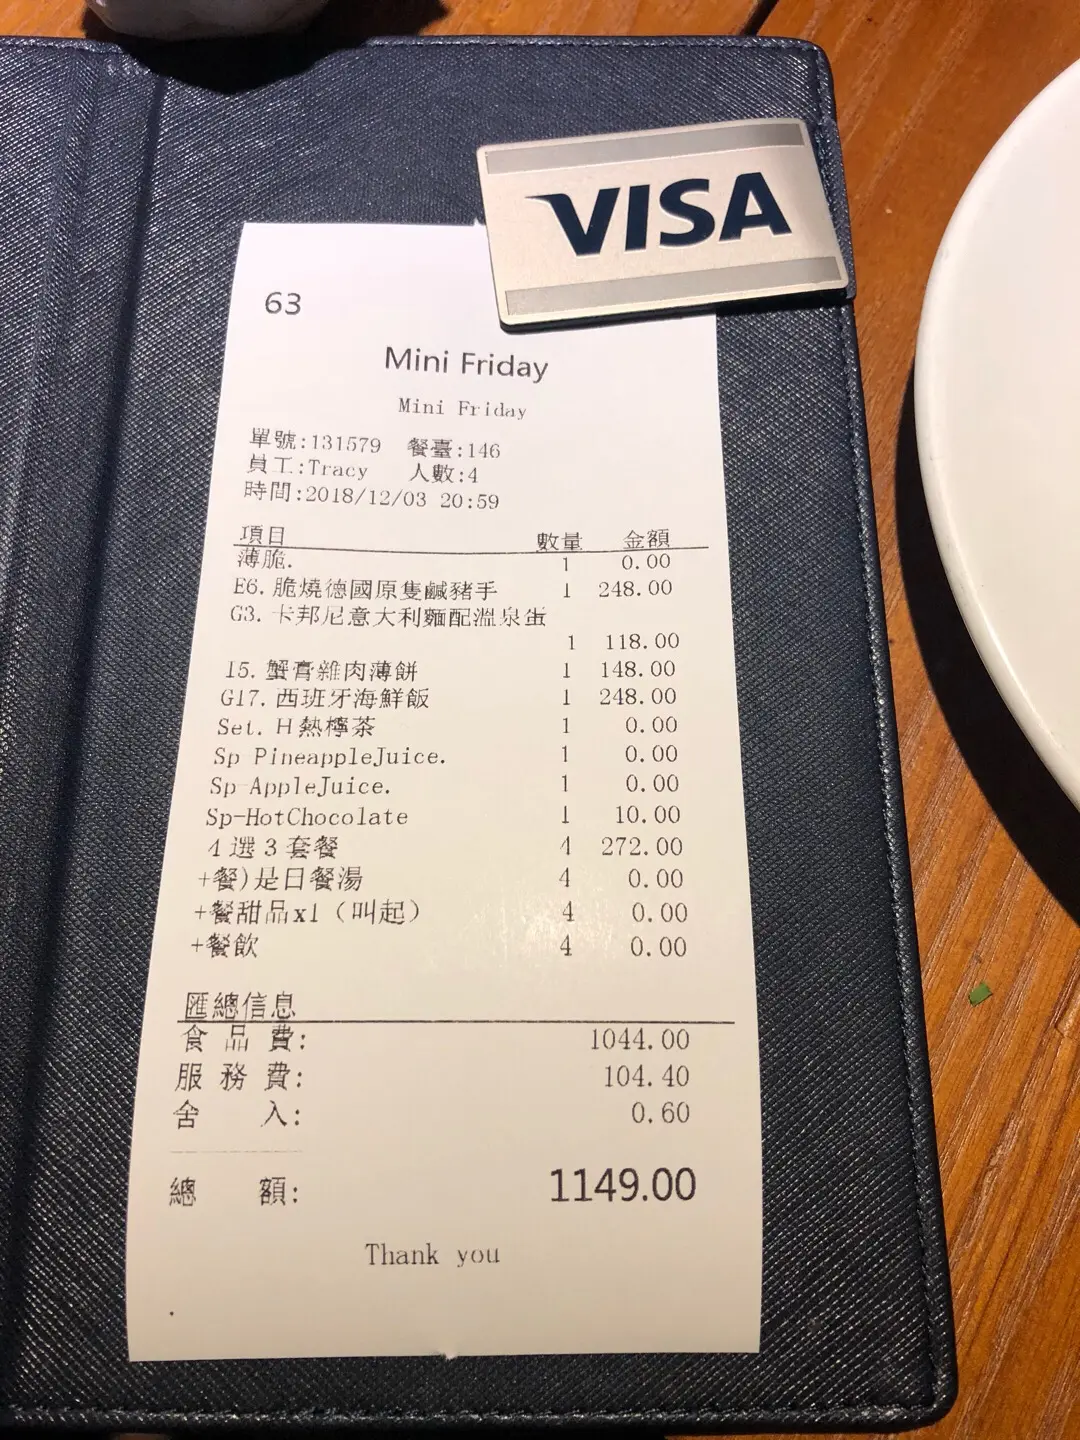 VISA
63
Mini Friday
Mini Friday
單號:131579 餐臺:146
員工:Tracy 人數:4
時間:2018/12/03 20:59
項目 數量 金額
薄脆. 1 0.00
E6. 脆燒德國原隻鹹豬手 1 248.00
G3. 卡邦尼意大利麵配溫泉蛋
1 118.00
15. 蟹膏雜肉薄餅 1 148.00
G17. 西班牙海鮮飯 1 248.00
Set. H熱檸茶 1 0.00
Sp PineappleJuice. 1 0.00
Sp-AppleJuice. 1 0.00
Sp-HotChocolate 1 10.00
4選3套餐 4 272.00
+餐)是日餐湯 4 0.00
+餐甜品x1（叫起） 4 0.00
+餐飲 4 0.00
匯總信息
食品費: 1044.00
服務費: 104.40
舍入: 0.60
總額: 1149.00
Thank you